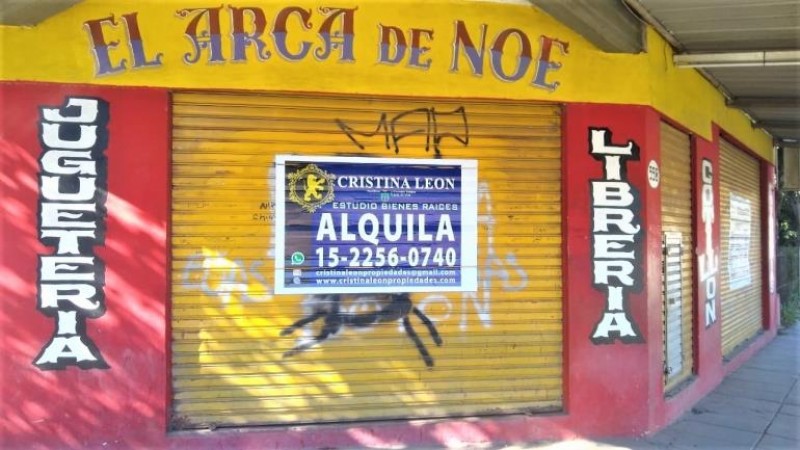 EL ARCA DE NOE
JUGUETERIA
CRISTINA LEON
ESTUDIO BIENES RAICES
ALQUILA
15-2256-0740
cristinaleonpropiedades@gmail.com
www.cristinaleonpropiedades.com
LIBRERIA
COTILLON